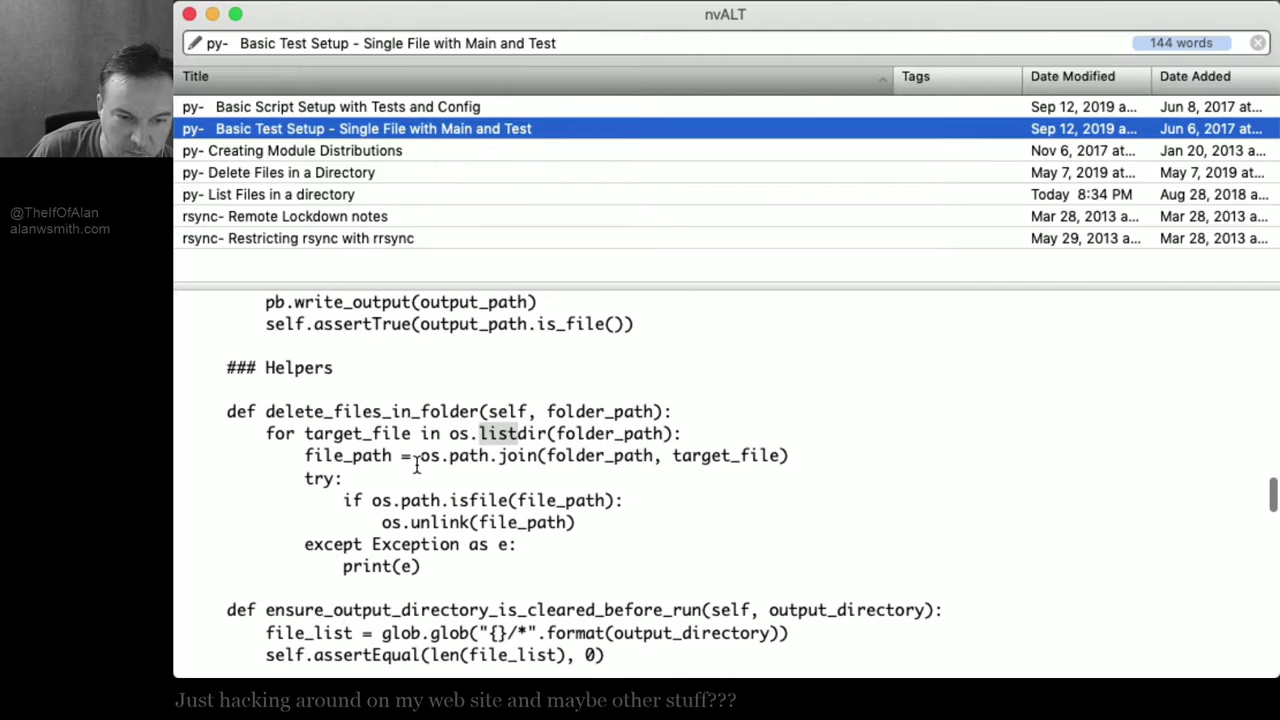 nvALT
py-  Basic Test Setup - Single File with Main and Test
144 words
Title Tags Date Modified Date Added
py-  Basic Script Setup with Tests and Config Sep 12, 2019 a... Jun 8, 2017 at...
py-  Basic Test Setup - Single File with Main and Test Sep 12, 2019 a... Jun 6, 2017 at...
py- Creating Module Distributions Nov 6, 2017 at... Jan 20, 2013 a...
py- Delete Files in a Directory May 7, 2019 at... May 7, 2019 at...
py- List Files in a directory Today 8:34 PM Aug 28, 2018 a...
rsync- Remote Lockdown notes Mar 28, 2013 a... Mar 28, 2013 a...
rsync- Restricting rsync with rrsync May 29, 2013 a... Mar 28, 2013 a...
@TheIfOfAlan
alanwsmith.com
pb.write_output(output_path)
self.assertTrue(output_path.is_file())
### Helpers
def delete_files_in_folder(self, folder_path):
for target_file in os.listdir(folder_path):
file_path = os.path.join(folder_path, target_file)
try:
if os.path.isfile(file_path):
os.unlink(file_path)
except Exception as e:
print(e)
def ensure_output_directory_is_cleared_before_run(self, output_directory):
file_list = glob.glob("{}/*".format(output_directory))
self.assertEqual(len(file_list), 0)
Just hacking around on my web site and maybe other stuff???